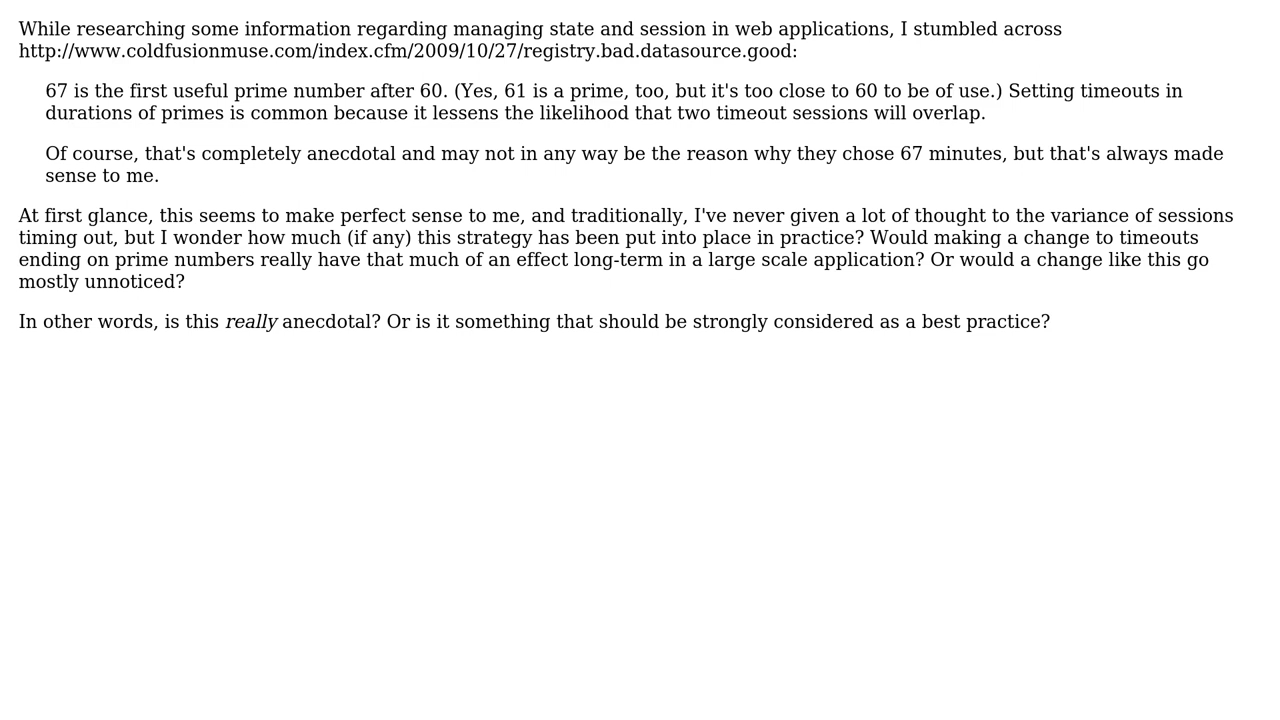 While researching some information regarding managing state and session in web applications, I stumbled across
http://www.coldfusionmuse.com/index.cfm/2009/10/27/registry.bad.datasource.good:
67 is the first useful prime number after 60. (Yes, 61 is a prime, too, but it's too close to 60 to be of use.) Setting timeouts in
durations of primes is common because it lessens the likelihood that two timeout sessions will overlap.
Of course, that's completely anecdotal and may not in any way be the reason why they chose 67 minutes, but that's always made
sense to me.
At first glance, this seems to make perfect sense to me, and traditionally, I've never given a lot of thought to the variance of sessions
timing out, but I wonder how much (if any) this strategy has been put into place in practice? Would making a change to timeouts
ending on prime numbers really have that much of an effect long-term in a large scale application? Or would a change like this go
mostly unnoticed?
In other words, is this really anecdotal? Or is it something that should be strongly considered as a best practice?